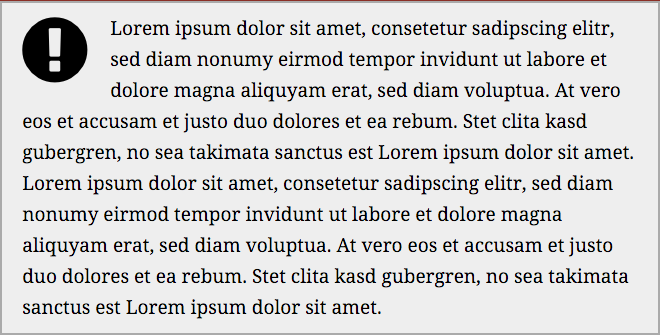 Lorem ipsum dolor sit amet, consetetur sadipscing elitr,
sed diam nonumy eirmod tempor invidunt ut labore et
dolore magna aliquyam erat, sed diam voluptua. At vero
eos et accusam et justo duo dolores et ea rebum. Stet clita kasd
gubergren, no sea takimata sanctus est Lorem ipsum dolor sit amet.
Lorem ipsum dolor sit amet, consetetur sadipscing elitr, sed diam
nonumy eirmod tempor invidunt ut labore et dolore magna
aliquyam erat, sed diam voluptua. At vero eos et accusam et justo
duo dolores et ea rebum. Stet clita kasd gubergren, no sea takimata
sanctus est Lorem ipsum dolor sit amet.